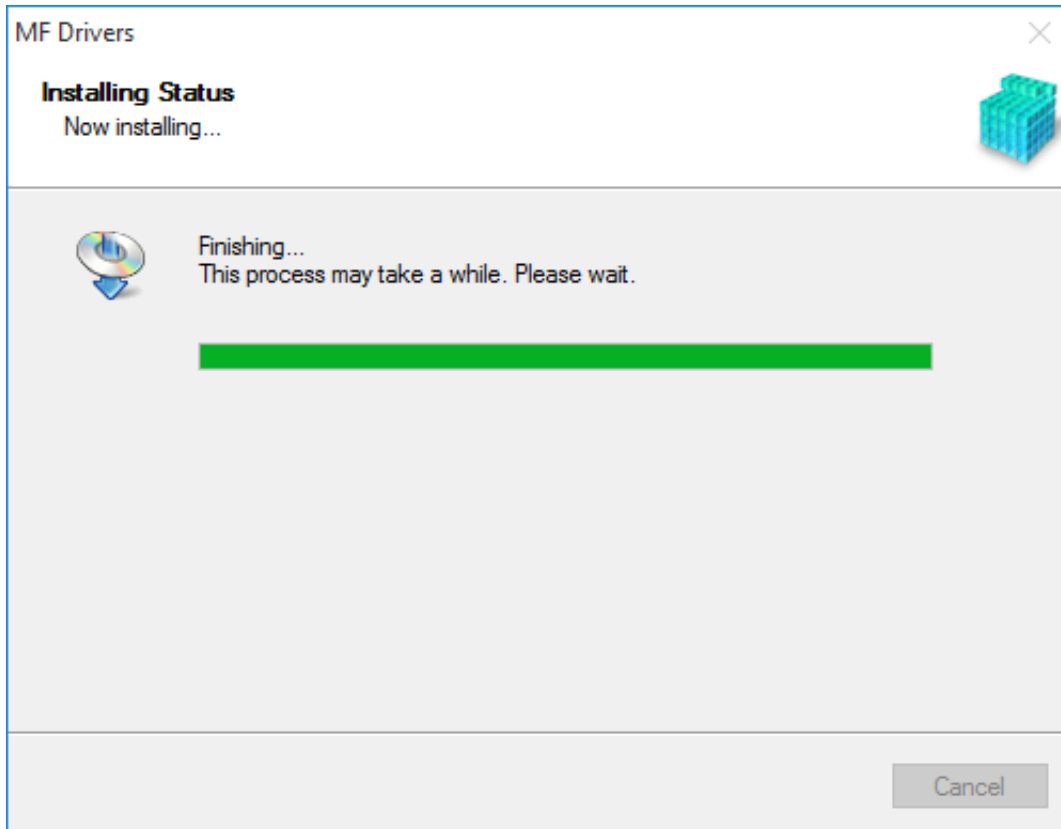 MF Drivers
Installing Status
Now installing...
Finishing...
This process may take a while. Please wait.
Cancel